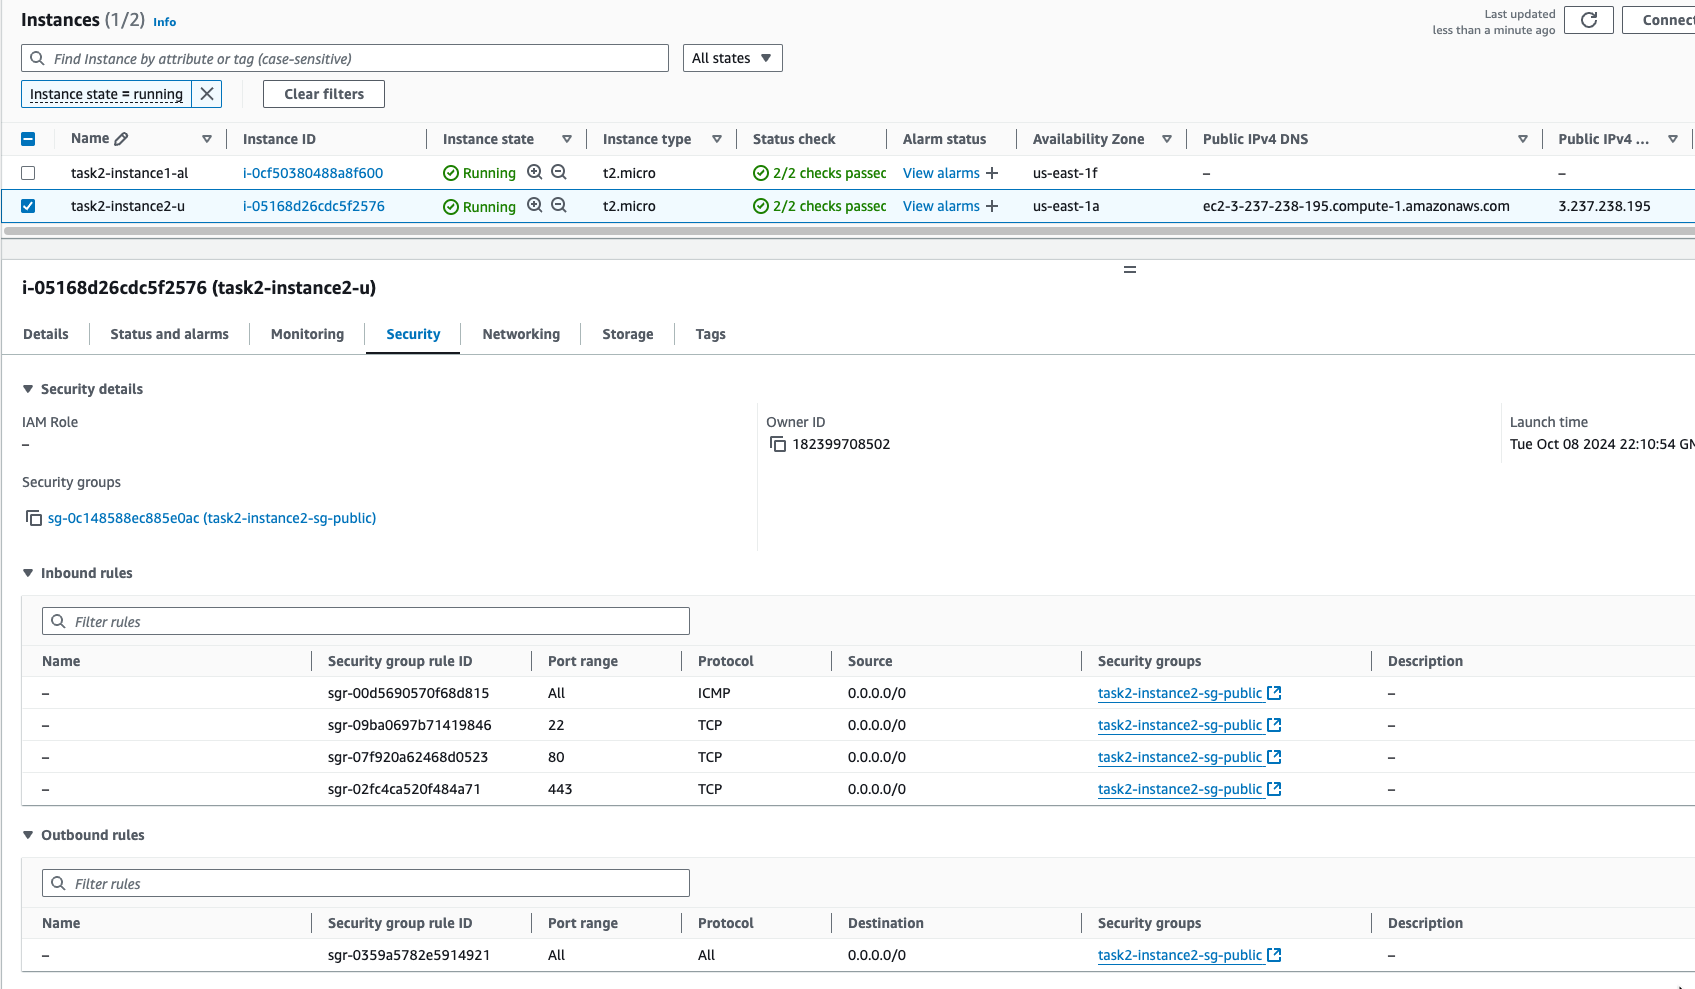 Instances (1/2) Info
Last updated
less than a minute ago
Connect
Find Instance by attribute or tag (case-sensitive)
All states
Instance state = running
Clear filters
Name Instance ID Instance state Instance type Status check Alarm status Availability Zone Public IPv4 DNS Public IPv4 ...
task2-instance1-al i-0cf50380488a8f600 Running t2.micro 2/2 checks passec View alarms + us-east-1f – –
task2-instance2-u i-05168d26cdc5f2576 Running t2.micro 2/2 checks passec View alarms + us-east-1a ec2-3-237-238-195.compute-1.amazonaws.com 3.237.238.195
i-05168d26cdc5f2576 (task2-instance2-u)
Details Status and alarms Monitoring Security Networking Storage Tags
Security details
IAM Role Owner ID Launch time
– 182399708502 Tue Oct 08 2024 22:10:54 GM
Security groups
sg-0c148588ec885e0ac (task2-instance2-sg-public)
Inbound rules
Filter rules
Name Security group rule ID Port range Protocol Source Security groups Description
– sgr-00d5690570f68d815 All ICMP 0.0.0.0/0 task2-instance2-sg-public –
– sgr-09ba0697b71419846 22 TCP 0.0.0.0/0 task2-instance2-sg-public –
– sgr-07f920a62468d0523 80 TCP 0.0.0.0/0 task2-instance2-sg-public –
– sgr-02fc4ca520f484a71 443 TCP 0.0.0.0/0 task2-instance2-sg-public –
Outbound rules
Filter rules
Name Security group rule ID Port range Protocol Destination Security groups Description
– sgr-0359a5782e5914921 All All 0.0.0.0/0 task2-instance2-sg-public –